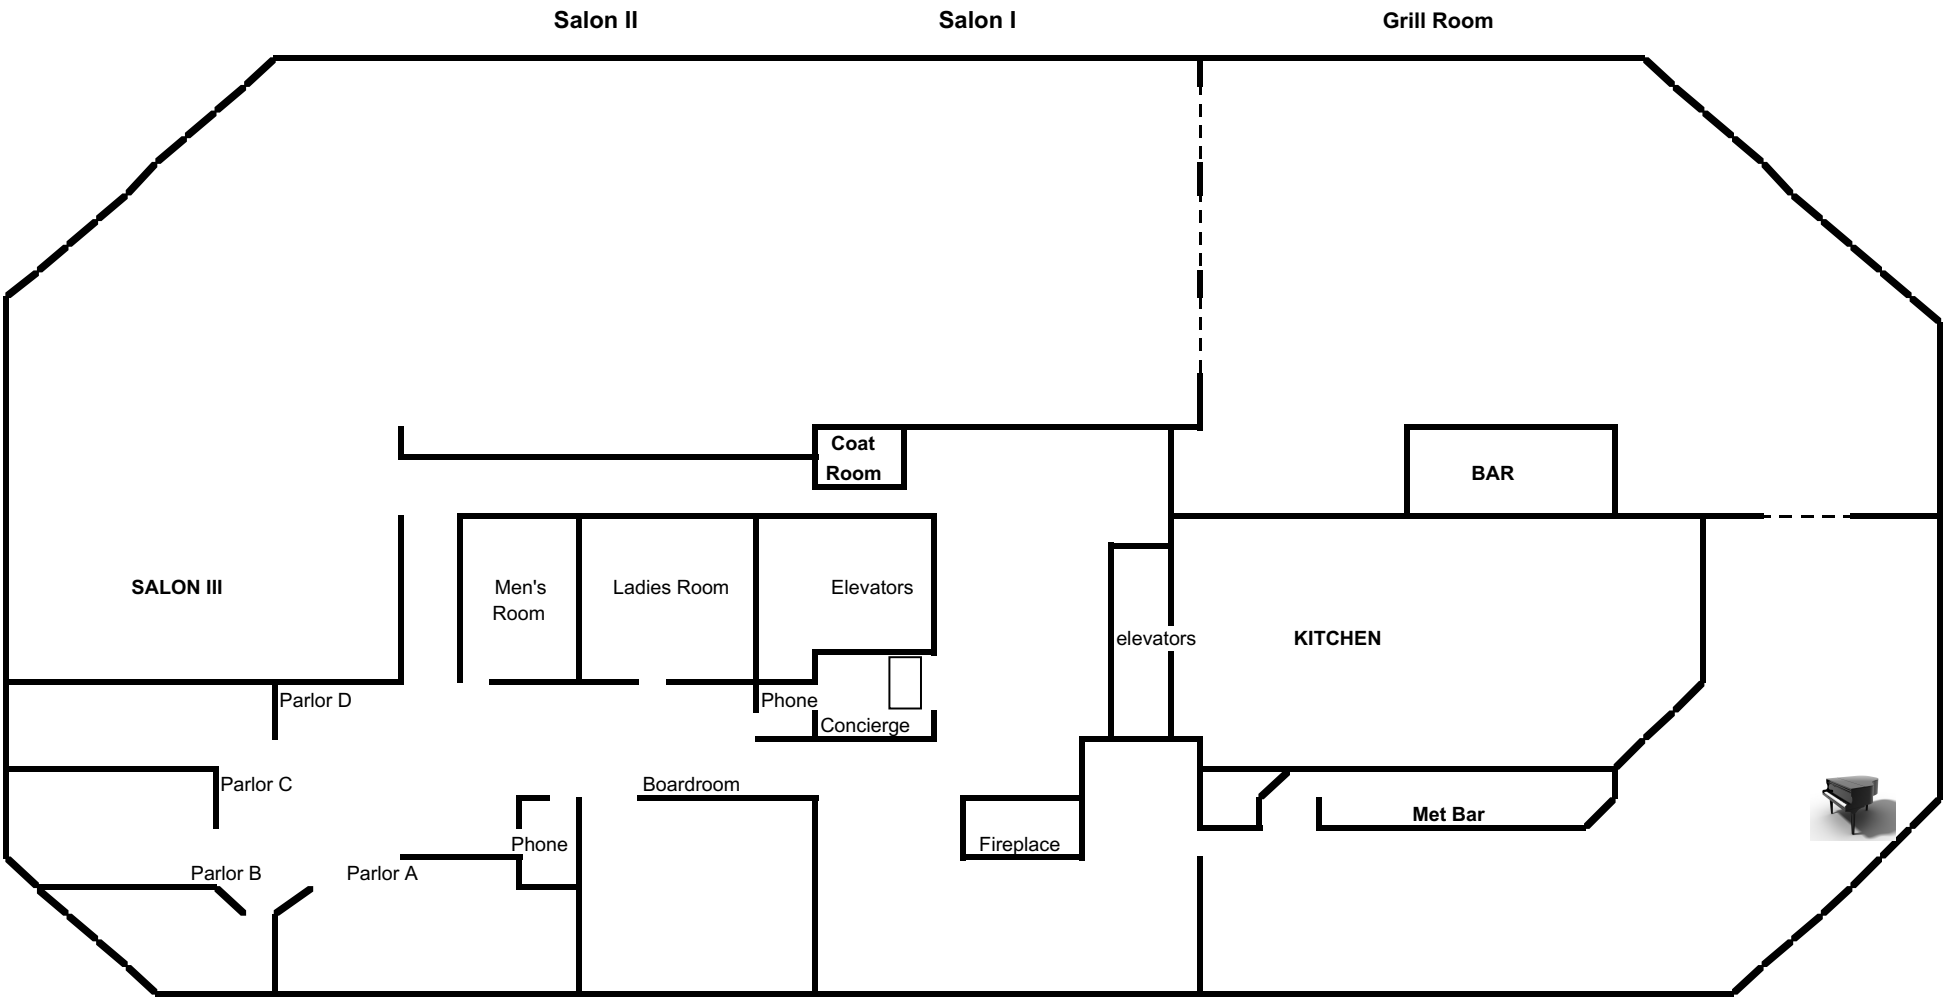 Salon II
Salon I
Grill Room
Coat
Room
BAR
SALON III
Men's
Room
Ladies Room
Elevators
elevators
KITCHEN
Parlor D
Phone
Concierge
Parlor C
Boardroom
Met Bar
Phone
Fireplace
Parlor B
Parlor A